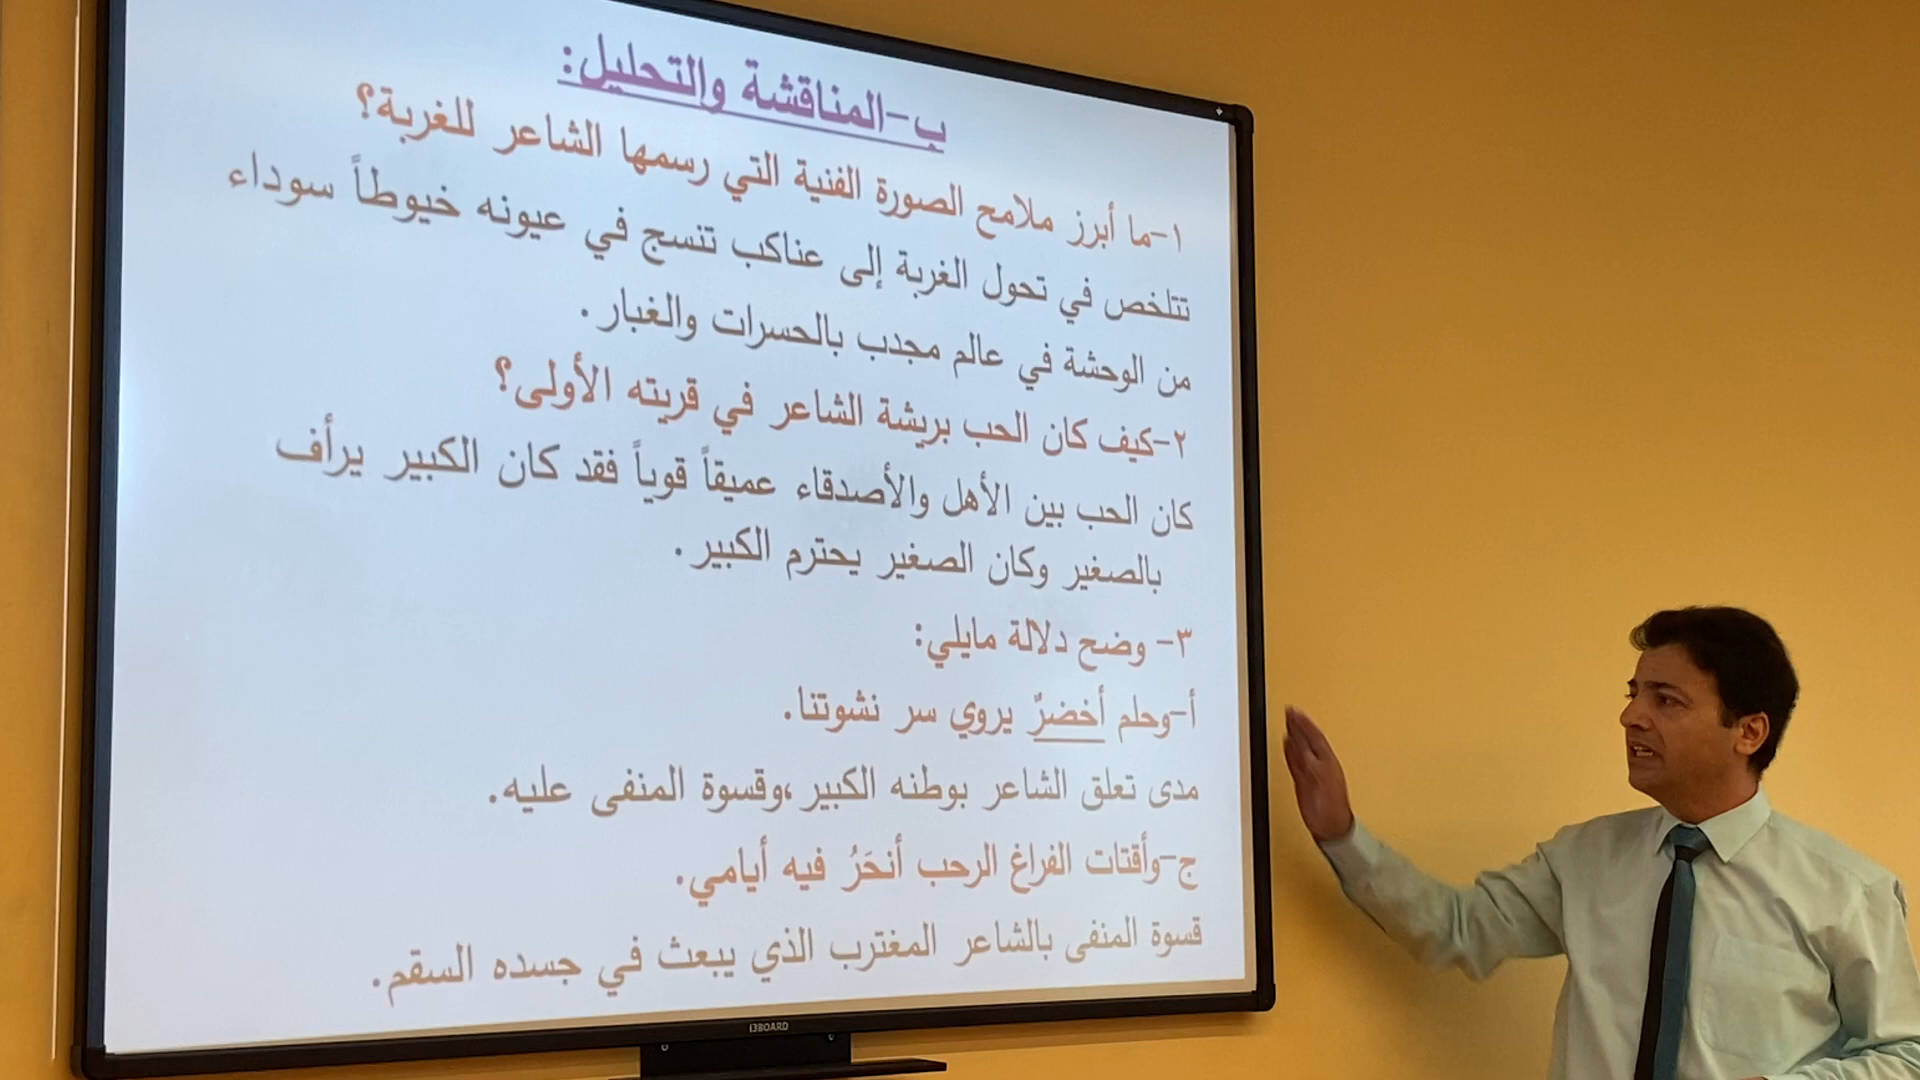 ب-المناقشة والتحليل:
١-ما أبرز ملامح الصورة الفنية التي رسمها الشاعر للغربة؟
تتلخص في تحول الغربة إلى عناكب تنسج في عيونه خيوطاً سوداء
من الوحشة في عالم مجدب بالحسرات والغبار.
٢-كيف كان الحب بريشة الشاعر في قريته الأولى؟
كان الحب بين الأهل والأصدقاء عميقاً قوياً فقد كان الكبير يرأف
بالصغير وكان الصغير يحترم الكبير.
٣- وضح دلالة مايلي:
أ-وحلم أخضرٌ يروي سر نشوتنا.
مدى تعلق الشاعر بوطنه الكبير ،وقسوة المنفى عليه.
ج-وأقتات الفراغ الرحب أنحَرُ فيه أيامي.
قسوة المنفى بالشاعر المغترب الذي يبعث في جسده السقم.
i3BOARD